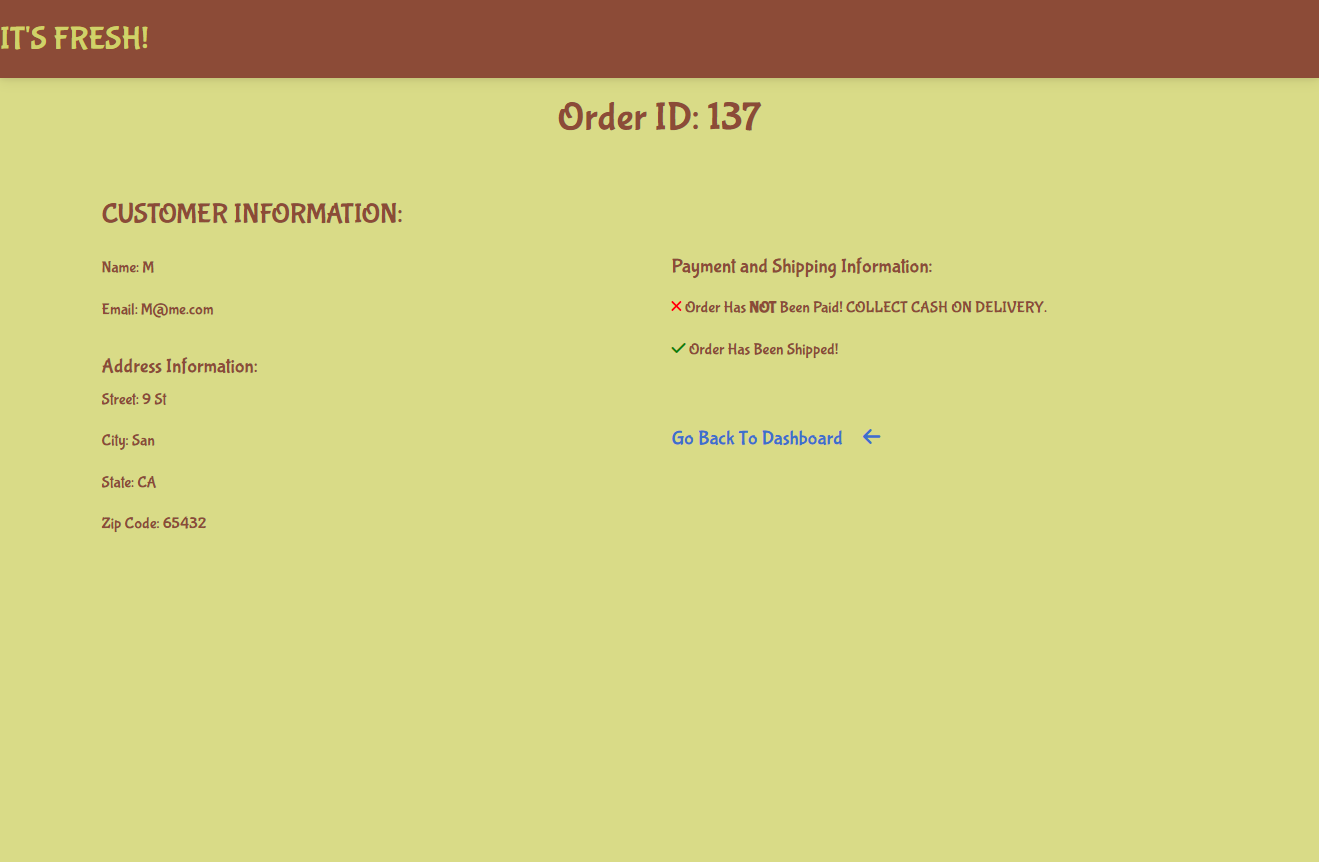 IT'S FRESH!
Order ID: 137
CUSTOMER INFORMATION:
Name: M
Email: M@me.com
Address Information:
Street: 9 St
City: San
State: CA
Zip Code: 65432
Payment and Shipping Information:
Order Has NOT Been Paid! COLLECT CASH ON DELIVERY.
Order Has Been Shipped!
Go Back To Dashboard